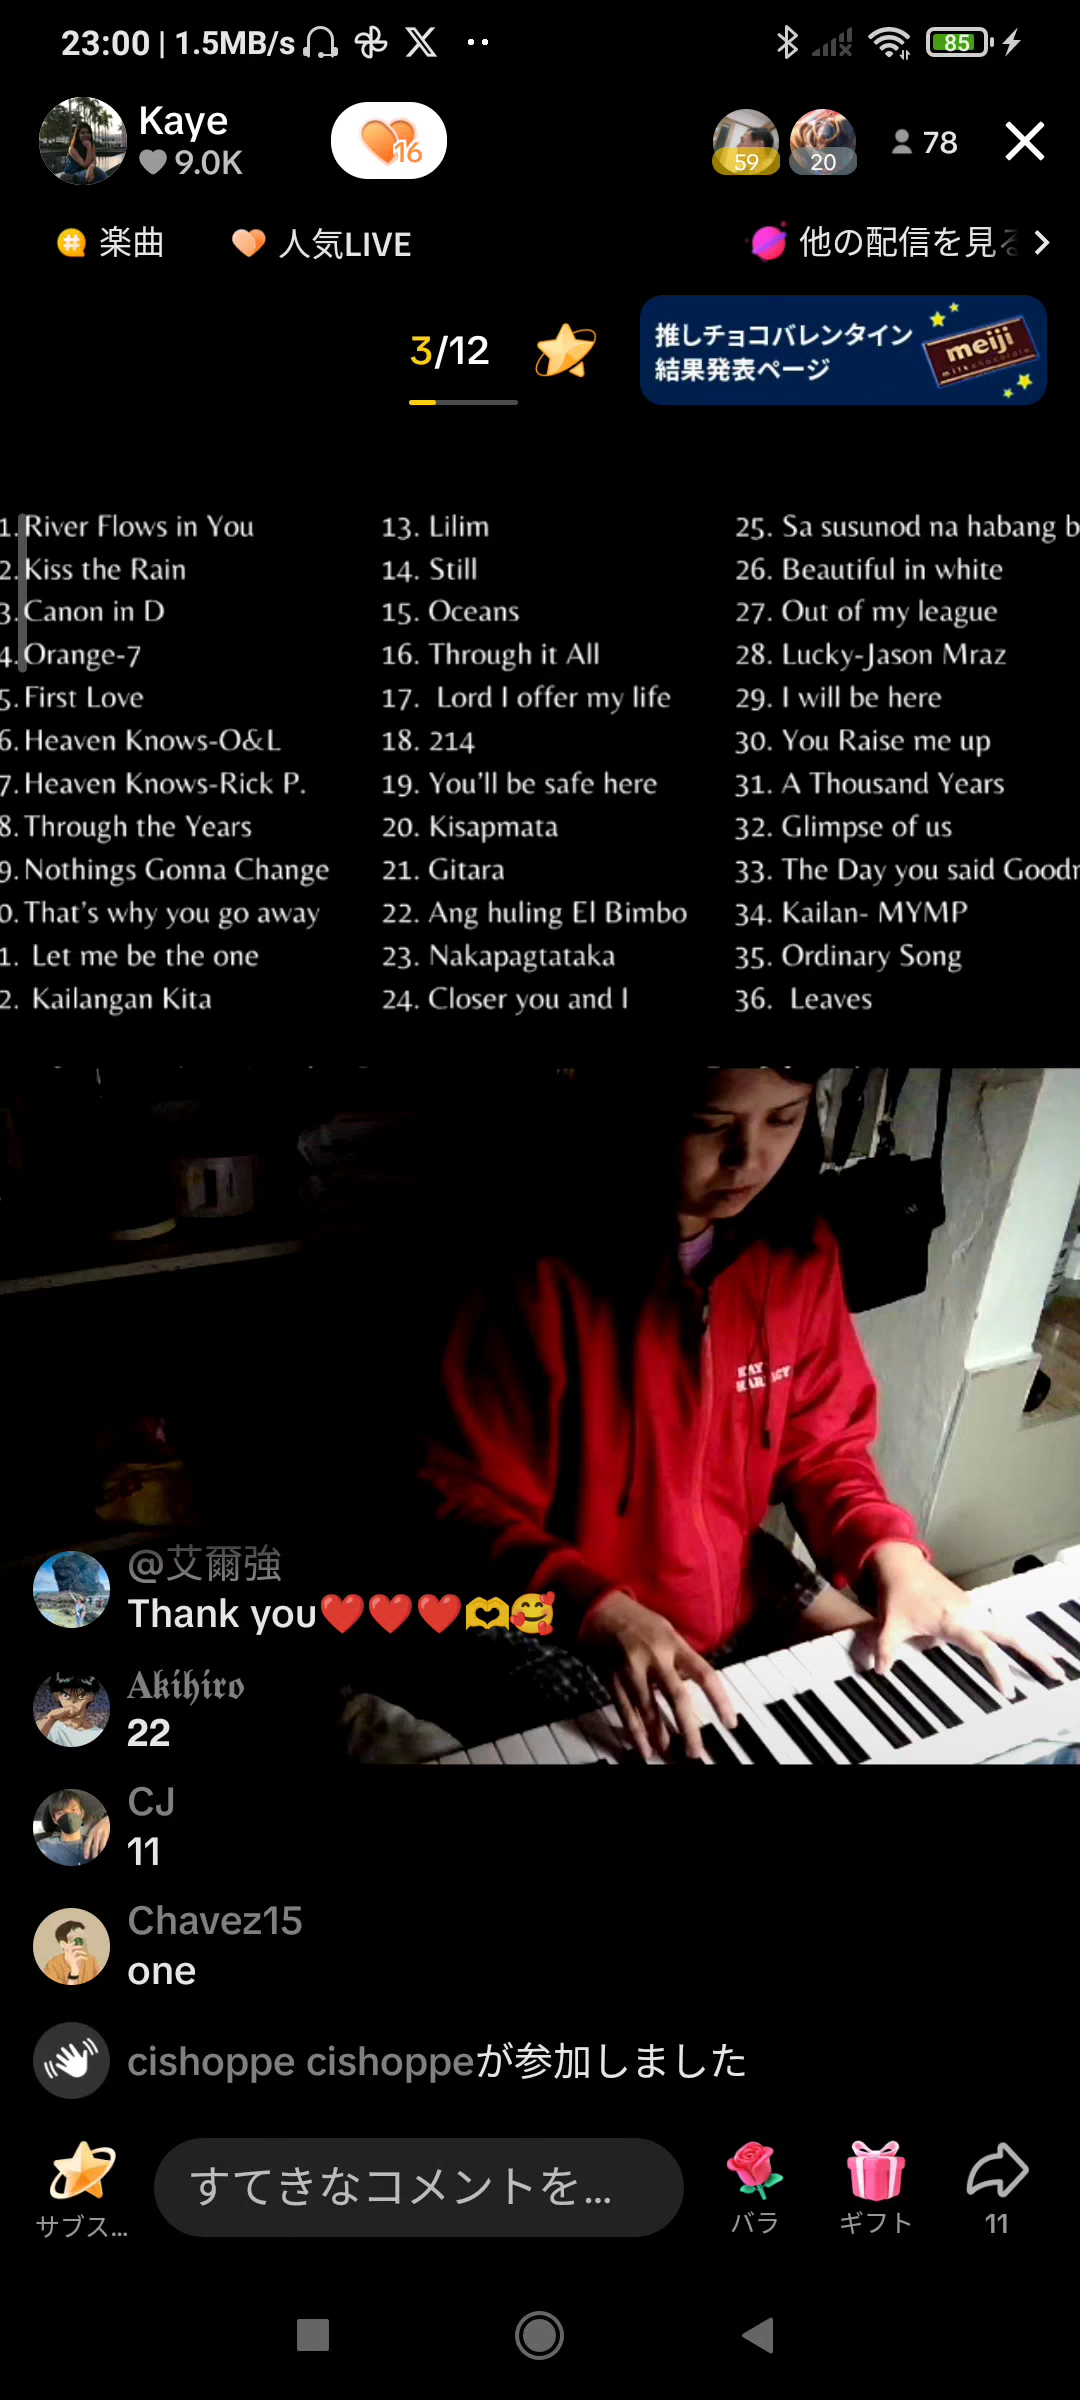 23:00 | 1.5MB/s
85
Kaye
9.0K
16
59
20
78
楽曲
人気LIVE
他の配信を見る
3/12
推しチョコバレンタイン
結果発表ページ
meiji
milk chocolate
1. River Flows in You
2. Kiss the Rain
3. Canon in D
4. Orange-7
5. First Love
6. Heaven Knows-O&L
7. Heaven Knows-Rick P.
8. Through the Years
9. Nothings Gonna Change
0. That's why you go away
1. Let me be the one
2. Kailangan Kita
13. Lilim
14. Still
15. Oceans
16. Through it All
17. Lord I offer my life
18. 214
19. You'll be safe here
20. Kisapmata
21. Gitara
22. Ang huling El Bimbo
23. Nakapagtataka
24. Closer you and I
25. Sa susunod na habang b
26. Beautiful in white
27. Out of my league
28. Lucky-Jason Mraz
29. I will be here
30. You Raise me up
31. A Thousand Years
32. Glimpse of us
33. The Day you said Good
34. Kailan- MYMP
35. Ordinary Song
36. Leaves
@艾爾強
Thank you❤️❤️❤️🫶🥰
𝕬𝖐𝖎𝖍𝖎𝖗𝖔
22
CJ
11
Chavez15
one
cishoppe cishoppeが参加しました
すてきなコメントを...
サブス...
バラ
ギフト
11